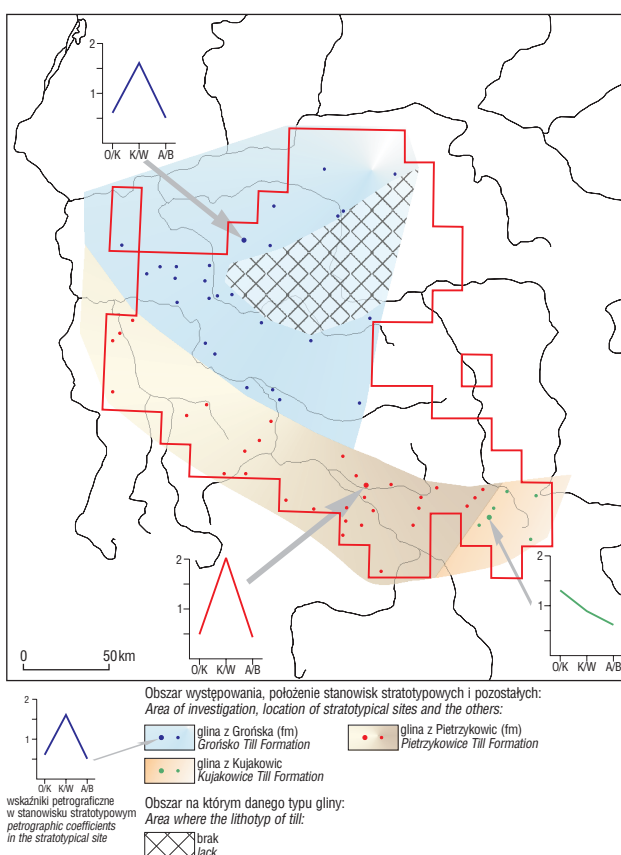 2
1
O/K K/W A/B
2
1
O/K K/W A/B
2
1
O/K K/W A/B
0 50 km
2
1
O/K K/W A/B
wskaźniki petrograficzne
w stanowisku stratotypowym
petrographic coefficients
in the stratotypical site
Obszar występowania, położenie stanowisk stratotypowych i pozostałych:
Area of investigation, location of stratotypical sites and the others:
glina z Grońska (fm)
Grońsko Till Formation
glina z Pietrzykowic (fm)
Pietrzykowice Till Formation
glina z Kujakowic
Kujakowice Till Formation
Obszar na którym danego typu gliny:
Area where the lithotyp of till:
brak
lack